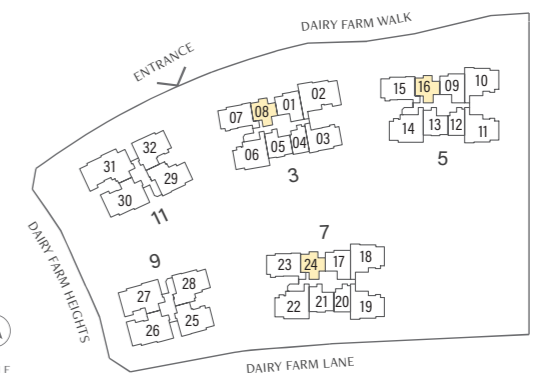 DAIRY FARM WALK
ENTRANCE
07 08 01 02
06 05 04 03
3
15 16 09 10
14 13 12 11
5
31 32
30 29
11
9
27 28
26 25
7
23 24 17 18
22 21 20 19
DAIRY FARM HEIGHTS
DAIRY FARM LANE